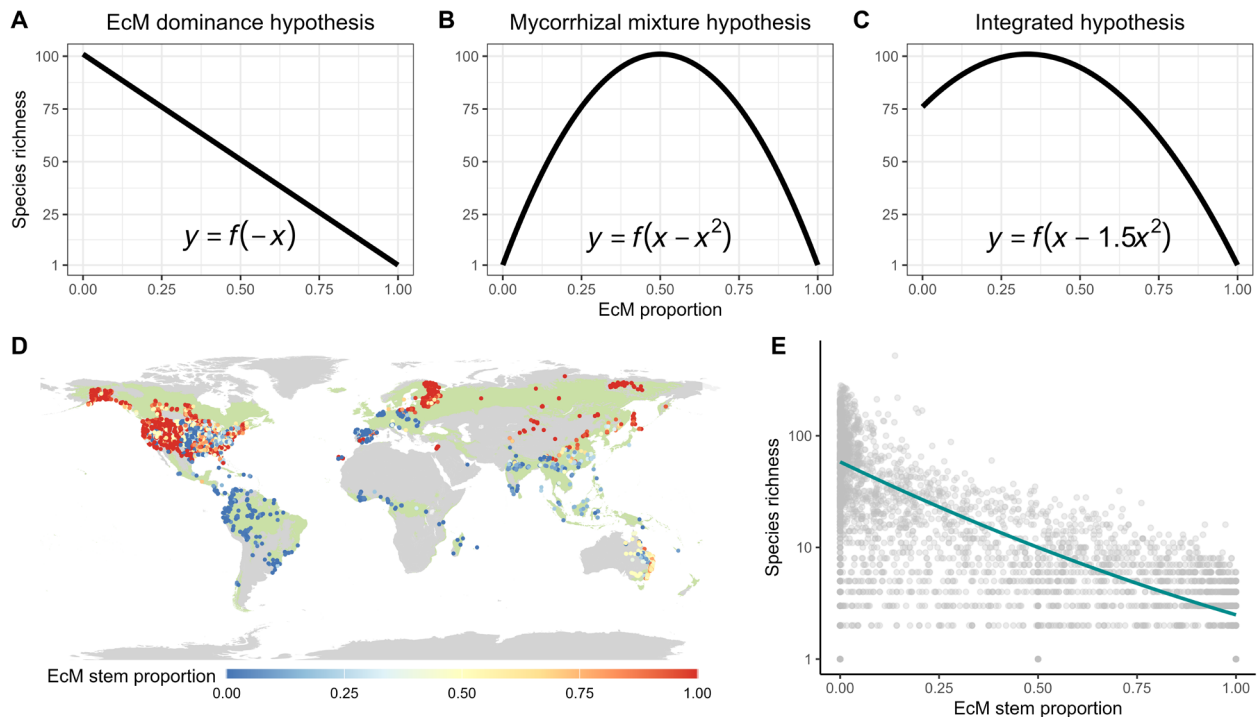 A EcM dominance hypothesis
B Mycorrhizal mixture hypothesis
C Integrated hypothesis
Species richness
100
75
50
25
1
y = f(−x)
0.00 0.25 0.50 0.75 1.00
100
75
50
25
1
y = f(x − x²)
0.00 0.25 0.50 0.75 1.00
EcM proportion
100
75
50
25
1
y = f(x − 1.5x²)
0.00 0.25 0.50 0.75 1.00
D
EcM stem proportion
0.00 0.25 0.50 0.75 1.00
E
Species richness
100
10
1
0.00 0.25 0.50 0.75 1.00
EcM stem proportion